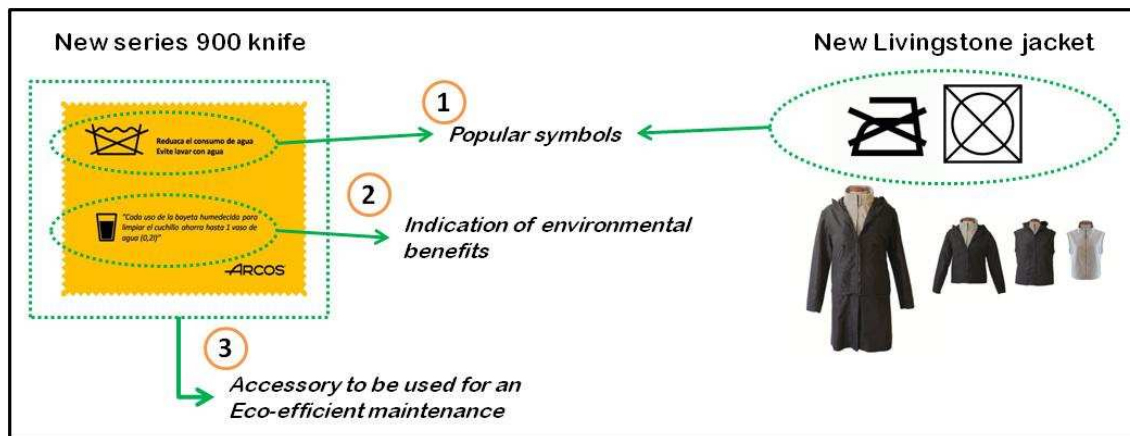 New series 900 knife
New Livingstone jacket
1
Popular symbols
Reduzca el consumo de agua
Evite lavar con agua
2
Indication of environmental
benefits
"Cada uso de la bayeta humedecida para
limpiar el cuchillo ahorra hasta 1 vaso de
agua (0,2l)"
ARCOS
3
Accessory to be used for an
Eco-efficient maintenance